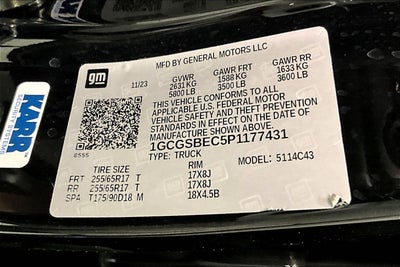 MFD BY GENERAL MOTORS LLC
gm
11/23 GVWR GAWR FRT GAWR RR
2631 KG 1588 KG 1633 KG
5800 LB 3500 LB 3600 LB
THIS VEHICLE CONFORMS TO ALL
APPLICABLE U.S. FEDERAL MOTOR
VEHICLE SAFETY AND THEFT PREVENTION
STANDARDS IN EFFECT ON THE DATE OF
MANUFACTURE SHOWN ABOVE.
1GCGSBEC5P1177431
TYPE: TRUCK MODEL: 5114C43
TIRE SIZE RIM
FRT 255/65R17 T 17X8J
RR 255/65R17 T 17X8J
SPA T175/90D18 M 18X4.5B
KARR
SECURITY SYSTEMS